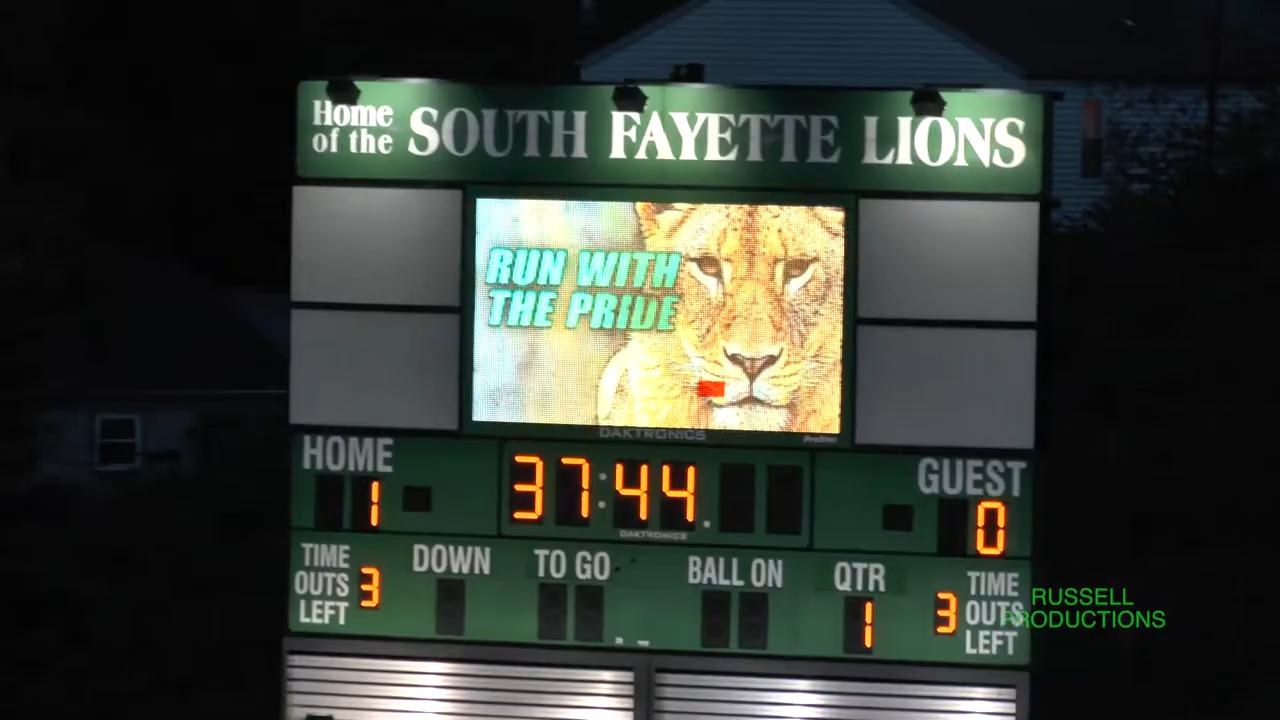 Home
of the
SOUTH FAYETTE LIONS
RUN WITH
THE PRIDE
DAKTRONICS
HOME
37:44
GUEST
1
0
DAKTRONICS
TIME
OUTS
LEFT
3
DOWN
TO GO
BALL ON
QTR
1
3
TIME
OUTS
LEFT
RUSSELL
PRODUCTIONS